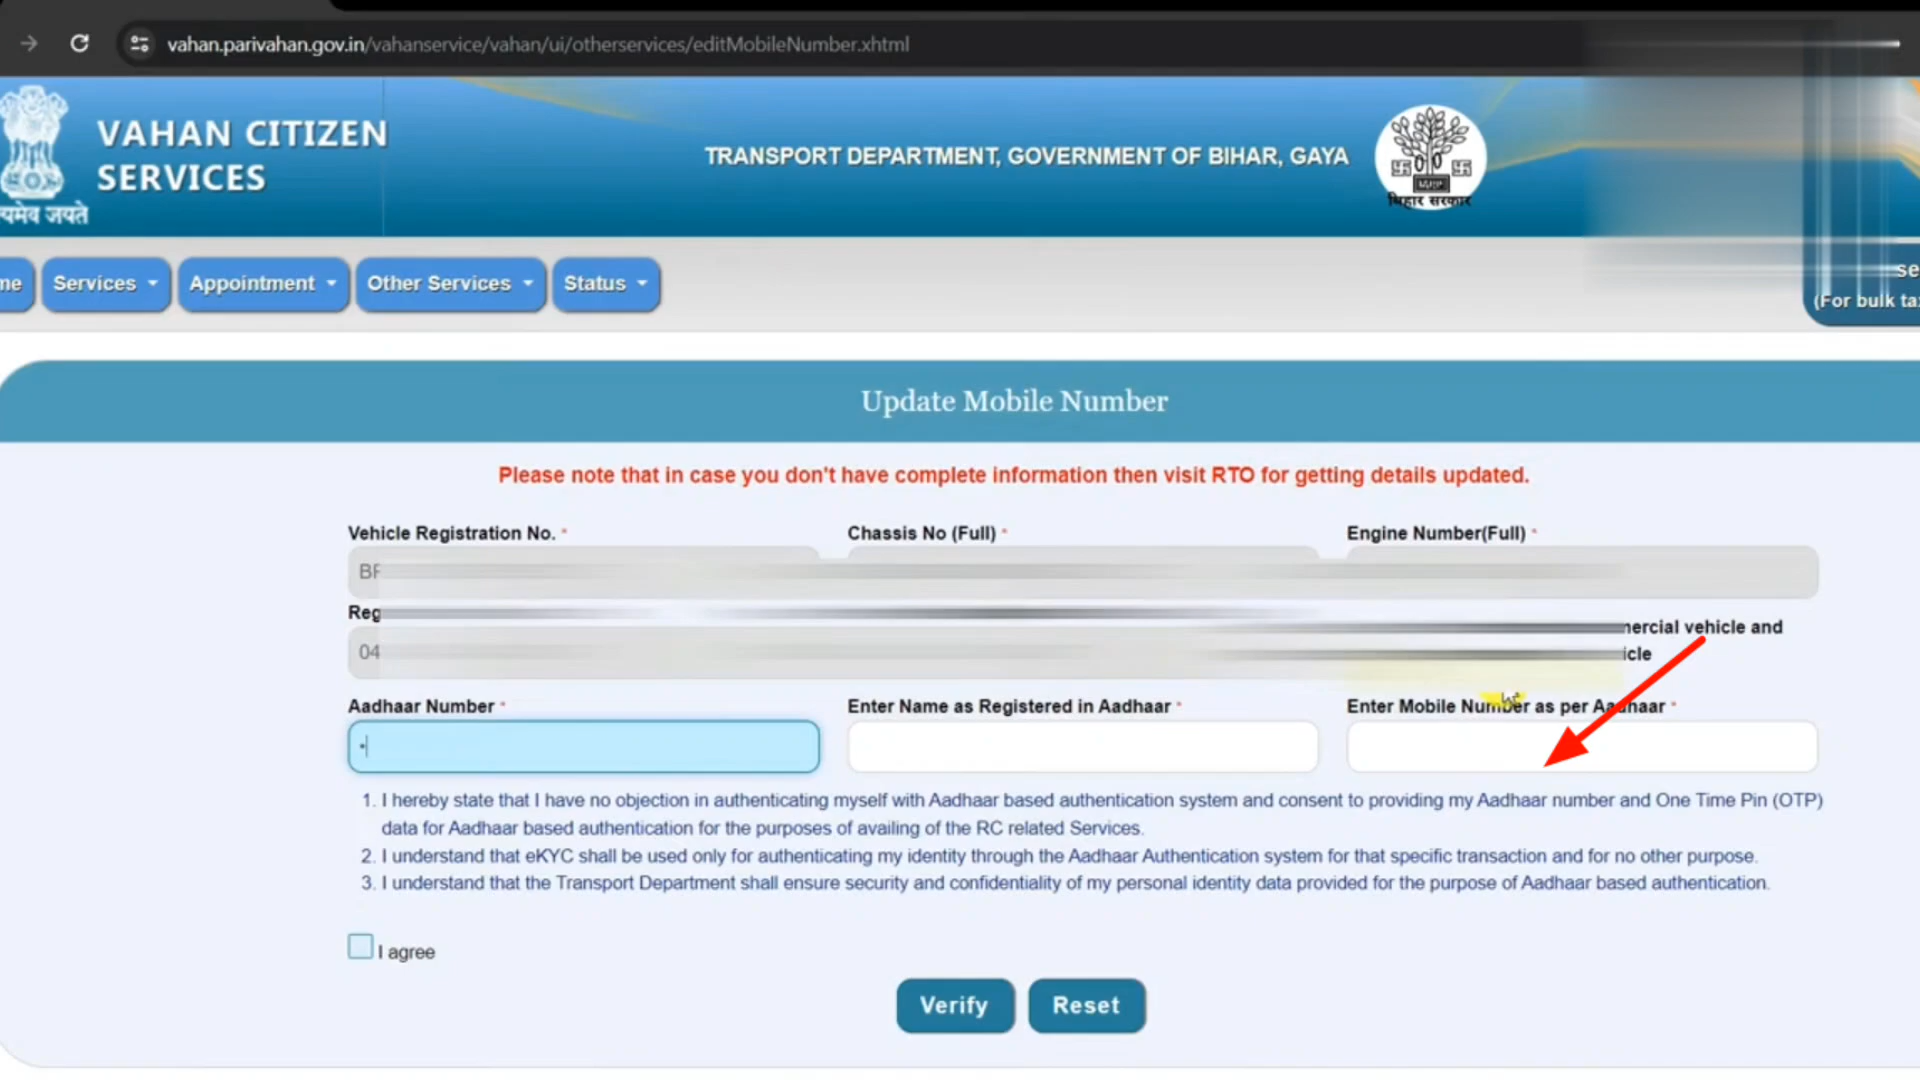 vahan.parivahan.gov.in/vahanservice/vahan/ui/otherservices/editMobileNumber.xhtml
VAHAN CITIZEN
SERVICES
TRANSPORT DEPARTMENT, GOVERNMENT OF BIHAR, GAYA
बिहार सरकार
यमेव जयते
me
Services
Appointment
Other Services
Status
se
(For bulk ta
Update Mobile Number
Please note that in case you don't have complete information then visit RTO for getting details updated.
Vehicle Registration No. *
Chassis No (Full) *
Engine Number(Full) *
BR
Reg
mercial vehicle and
icle
04
Aadhaar Number *
Enter Name as Registered in Aadhaar *
Enter Mobile Number as per Aadhaar *
1. I hereby state that I have no objection in authenticating myself with Aadhaar based authentication system and consent to providing my Aadhaar number and One Time Pin (OTP)
data for Aadhaar based authentication for the purposes of availing of the RC related Services.
2. I understand that eKYC shall be used only for authenticating my identity through the Aadhaar Authentication system for that specific transaction and for no other purpose.
3. I understand that the Transport Department shall ensure security and confidentiality of my personal identity data provided for the purpose of Aadhaar based authentication.
I agree
Verify
Reset